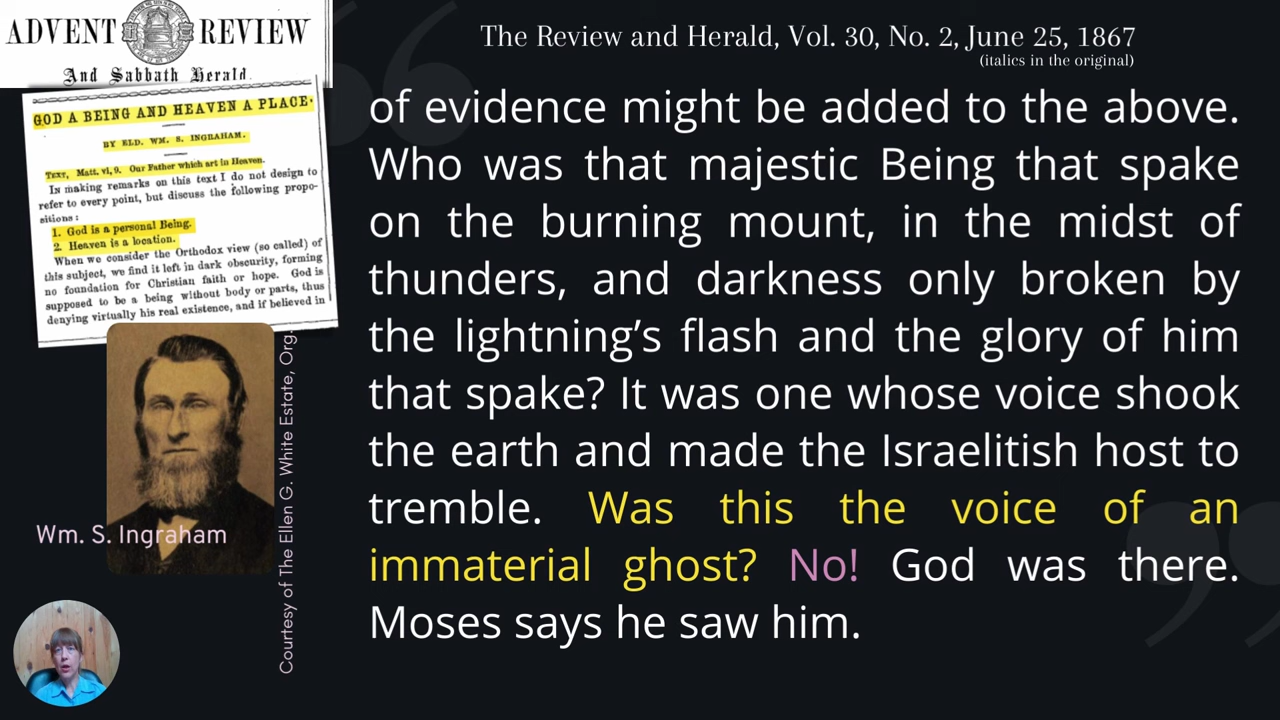 ADVENT REVIEW
And Sabbath Herald.
GOD A BEING AND HEAVEN A PLACE.
BY ELD. WM. S. INGRAHAM.
TEXT, Matt. vi, 9. Our Father which art in Heaven.
In making remarks on this text I do not design to
refer to every point, but discuss the following propo-
sitions:
1. God is a personal Being.
2. Heaven is a location.
When we consider the Orthodox view (so called) of
this subject, we find it left in dark obscurity, forming
no foundation for Christian faith or hope. God is
supposed to be a being without body or parts, thus
denying virtually his real existence, and if believed in
Wm. S. Ingraham
Courtesy of The Ellen G. White Estate, Org.
The Review and Herald, Vol. 30, No. 2, June 25, 1867
(italics in the original)
of evidence might be added to the above.
Who was that majestic Being that spake
on the burning mount, in the midst of
thunders, and darkness only broken by
the lightning’s flash and the glory of him
that spake? It was one whose voice shook
the earth and made the Israelitish host to
tremble. Was this the voice of an
immaterial ghost? No! God was there.
Moses says he saw him.